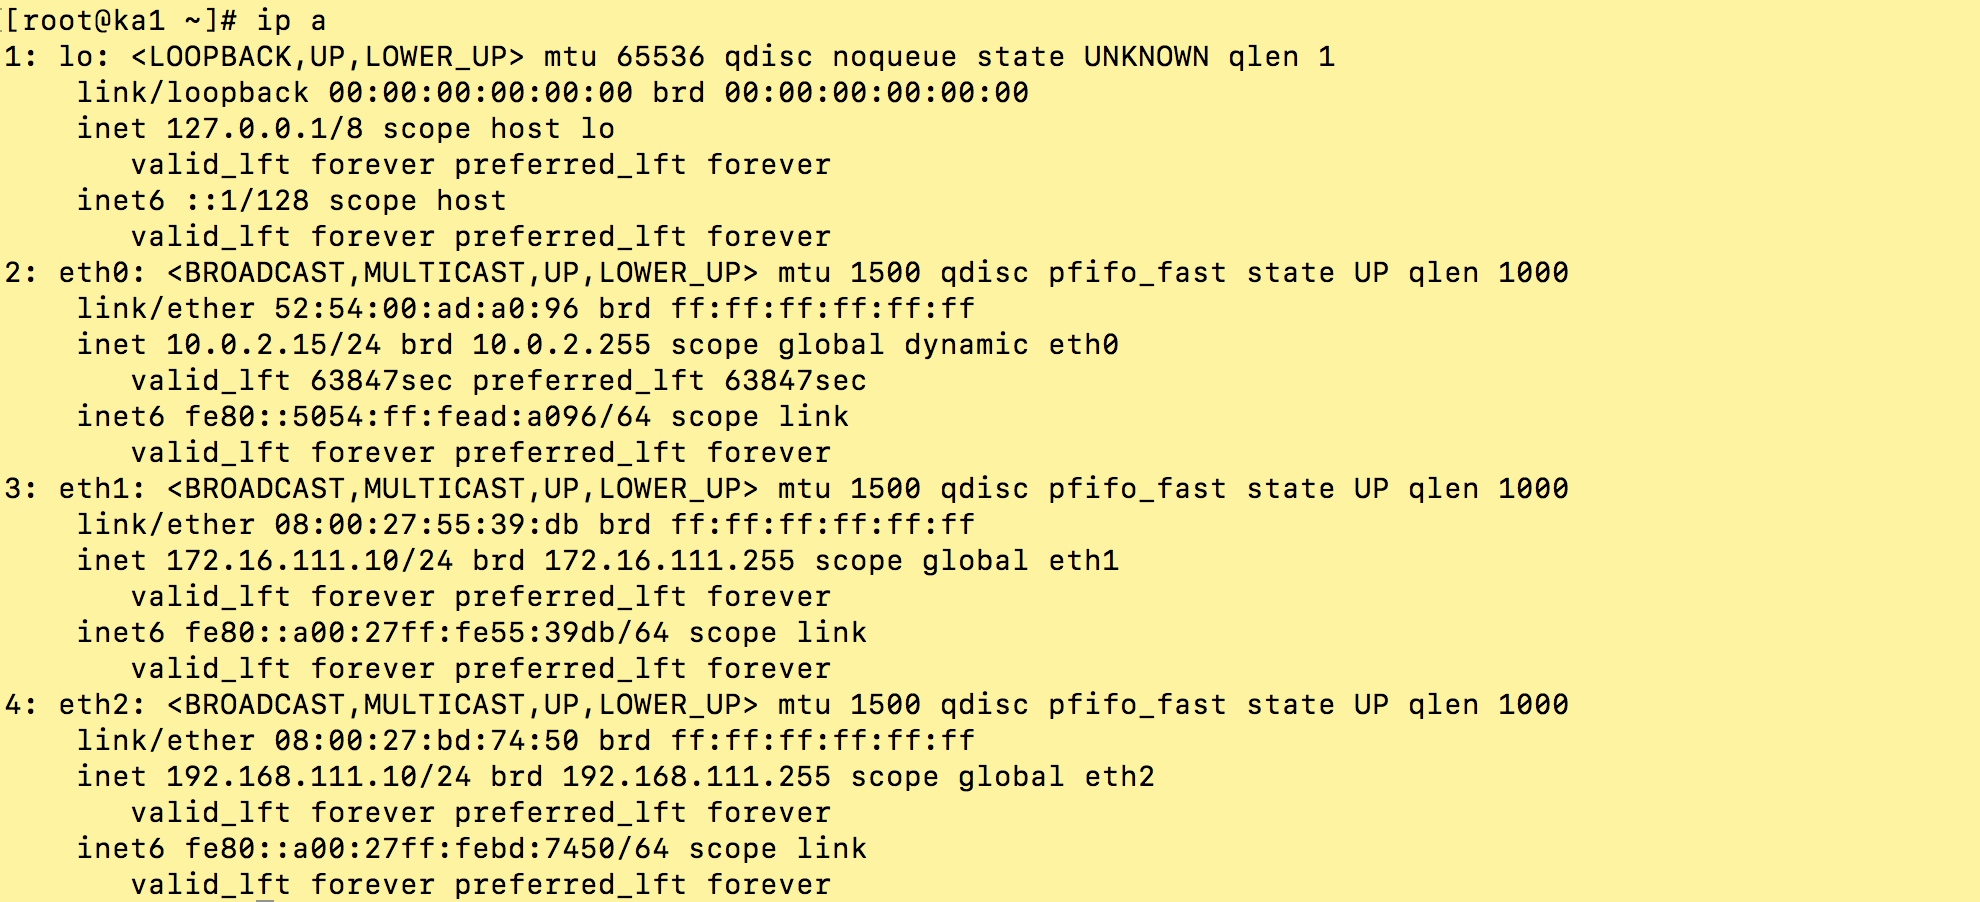 [root@ka1 ~]# ip a
1: lo: <LOOPBACK,UP,LOWER_UP> mtu 65536 qdisc noqueue state UNKNOWN qlen 1
    link/loopback 00:00:00:00:00:00 brd 00:00:00:00:00:00
    inet 127.0.0.1/8 scope host lo
       valid_lft forever preferred_lft forever
    inet6 ::1/128 scope host
       valid_lft forever preferred_lft forever
2: eth0: <BROADCAST,MULTICAST,UP,LOWER_UP> mtu 1500 qdisc pfifo_fast state UP qlen 1000
    link/ether 52:54:00:ad:a0:96 brd ff:ff:ff:ff:ff:ff
    inet 10.0.2.15/24 brd 10.0.2.255 scope global dynamic eth0
       valid_lft 63847sec preferred_lft 63847sec
    inet6 fe80::5054:ff:fead:a096/64 scope link
       valid_lft forever preferred_lft forever
3: eth1: <BROADCAST,MULTICAST,UP,LOWER_UP> mtu 1500 qdisc pfifo_fast state UP qlen 1000
    link/ether 08:00:27:55:39:db brd ff:ff:ff:ff:ff:ff
    inet 172.16.111.10/24 brd 172.16.111.255 scope global eth1
       valid_lft forever preferred_lft forever
    inet6 fe80::a00:27ff:fe55:39db/64 scope link
       valid_lft forever preferred_lft forever
4: eth2: <BROADCAST,MULTICAST,UP,LOWER_UP> mtu 1500 qdisc pfifo_fast state UP qlen 1000
    link/ether 08:00:27:bd:74:50 brd ff:ff:ff:ff:ff:ff
    inet 192.168.111.10/24 brd 192.168.111.255 scope global eth2
       valid_lft forever preferred_lft forever
    inet6 fe80::a00:27ff:febd:7450/64 scope link
       valid_lft forever preferred_lft forever